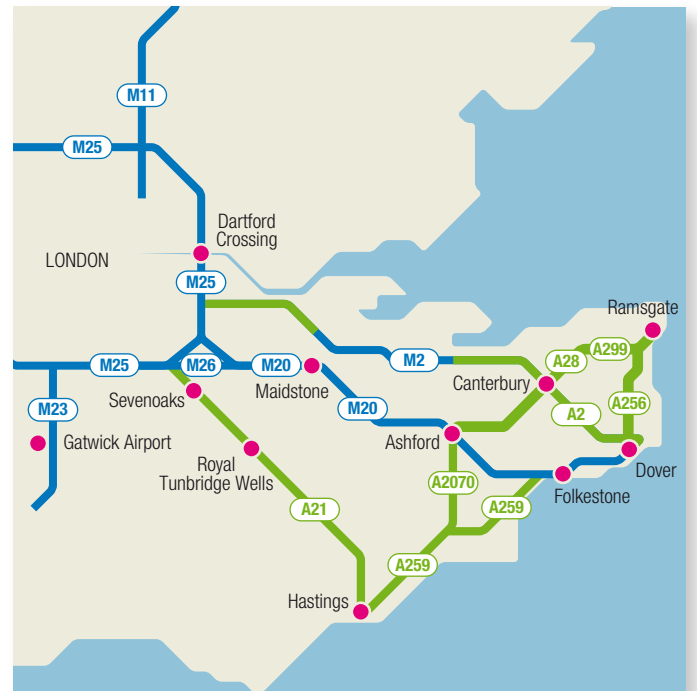 M11
M25
Dartford
Crossing
LONDON
M25
Ramsgate
A299
A28
M2
M25
M26
M20
Maidstone
Canterbury
Sevenoaks
A2
A256
M23
M20
Gatwick Airport
Ashford
Royal
Tunbridge Wells
Dover
A2070
Folkestone
A21
A259
A259
Hastings